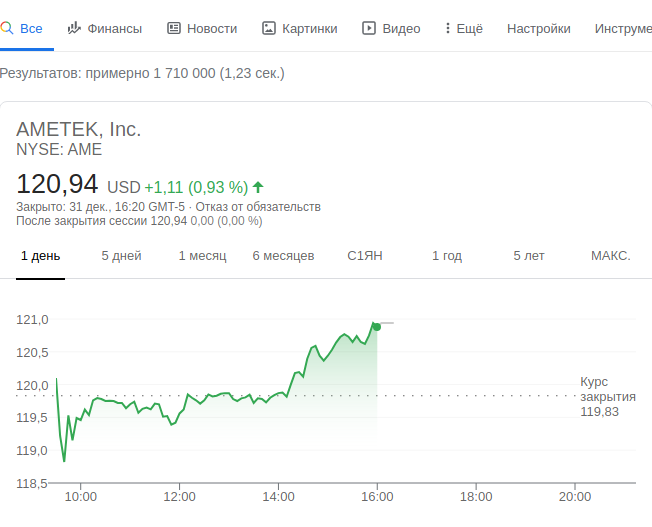 Все Финансы Новости Картинки Видео Ещё Настройки Инструме
Результатов: примерно 1 710 000 (1,23 сек.)
AMETEK, Inc.
NYSE: AME
120,94 USD +1,11 (0,93 %)
Закрыто: 31 дек., 16:20 GMT-5 · Отказ от обязательств
После закрытия сессии 120,94 0,00 (0,00 %)
1 день 5 дней 1 месяц 6 месяцев С1ЯН 1 год 5 лет МАКС.
121,0
120,5
120,0
119,5
119,0
118,5
Курс
закрытия
119,83
10:00 12:00 14:00 16:00 18:00 20:00